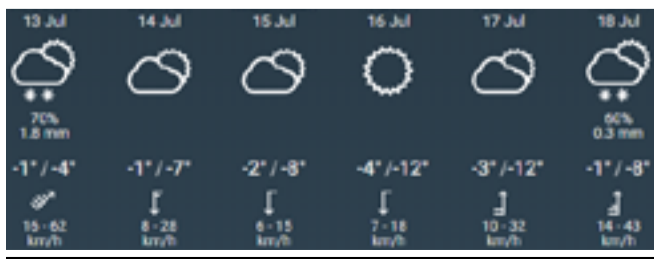 13 Jul 14 Jul 15 Jul 16 Jul 17 Jul 18 Jul
70% 60%
1.8 mm 0.3 mm
-1° / -4° -1° / -7° -2° / -8° -4° /-12° -3° /-12° -1° / -8°
15 - 62 8 - 28 6 - 15 7 - 18 10 - 32 14 - 43
km/h km/h km/h km/h km/h km/h